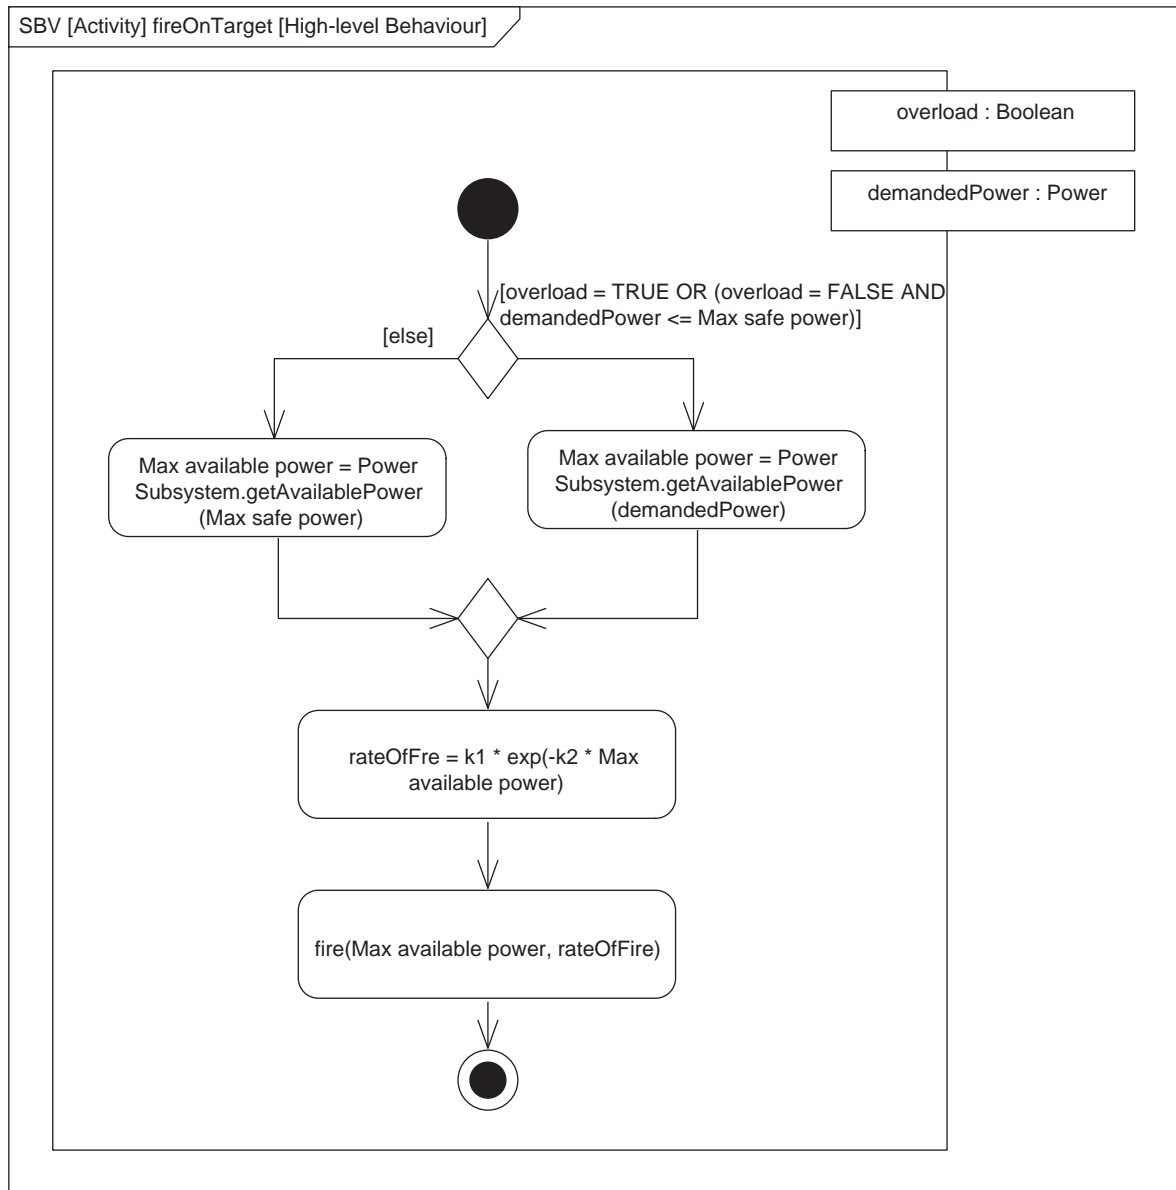 SBV [Activity] fireOnTarget [High-level Behaviour]
overload : Boolean
demandedPower : Power
[overload = TRUE OR (overload = FALSE AND
demandedPower <= Max safe power)]
[else]
Max available power = Power
Subsystem.getAvailablePower
(Max safe power)
Max available power = Power
Subsystem.getAvailablePower
(demandedPower)
rateOfFre = k1 * exp(-k2 * Max
available power)
fire(Max available power, rateOfFire)